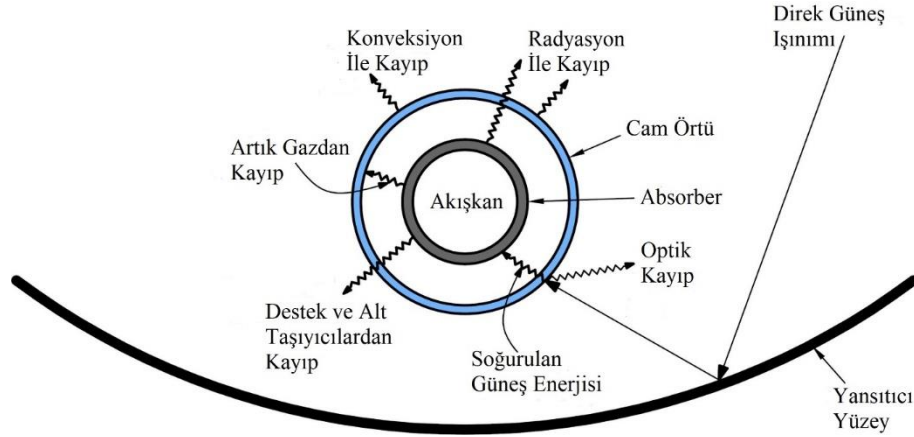 Direk Güneş
Işınımı
Konveksiyon
İle Kayıp
Radyasyon
İle Kayıp
Cam Örtü
Artık Gazdan
Kayıp
Akışkan
Absorber
Optik
Kayıp
Destek ve Alt
Taşıyıcılardan
Kayıp
Soğurulan
Güneş Enerjisi
Yansıtıcı
Yüzey